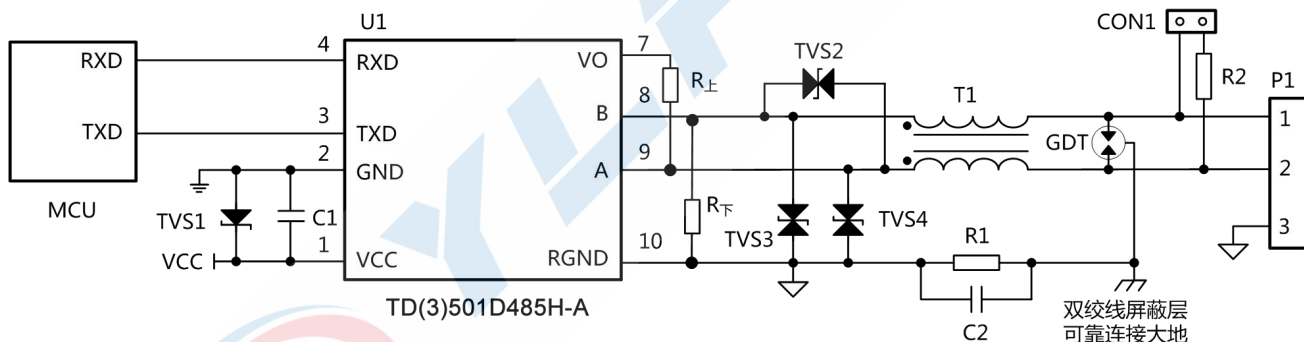 U1
CON1
RXD
4
RXD
VO
7
R上
TVS2
T1
R2
P1
TXD
3
TXD
B
8
GDT
1
2
GND
A
9
2
MCU
TVS1
C1
R下
TVS3
TVS4
3
VCC
1
VCC
RGND
10
R1
TD(3)501D485H-A
C2
双绞线屏蔽层
可靠连接大地